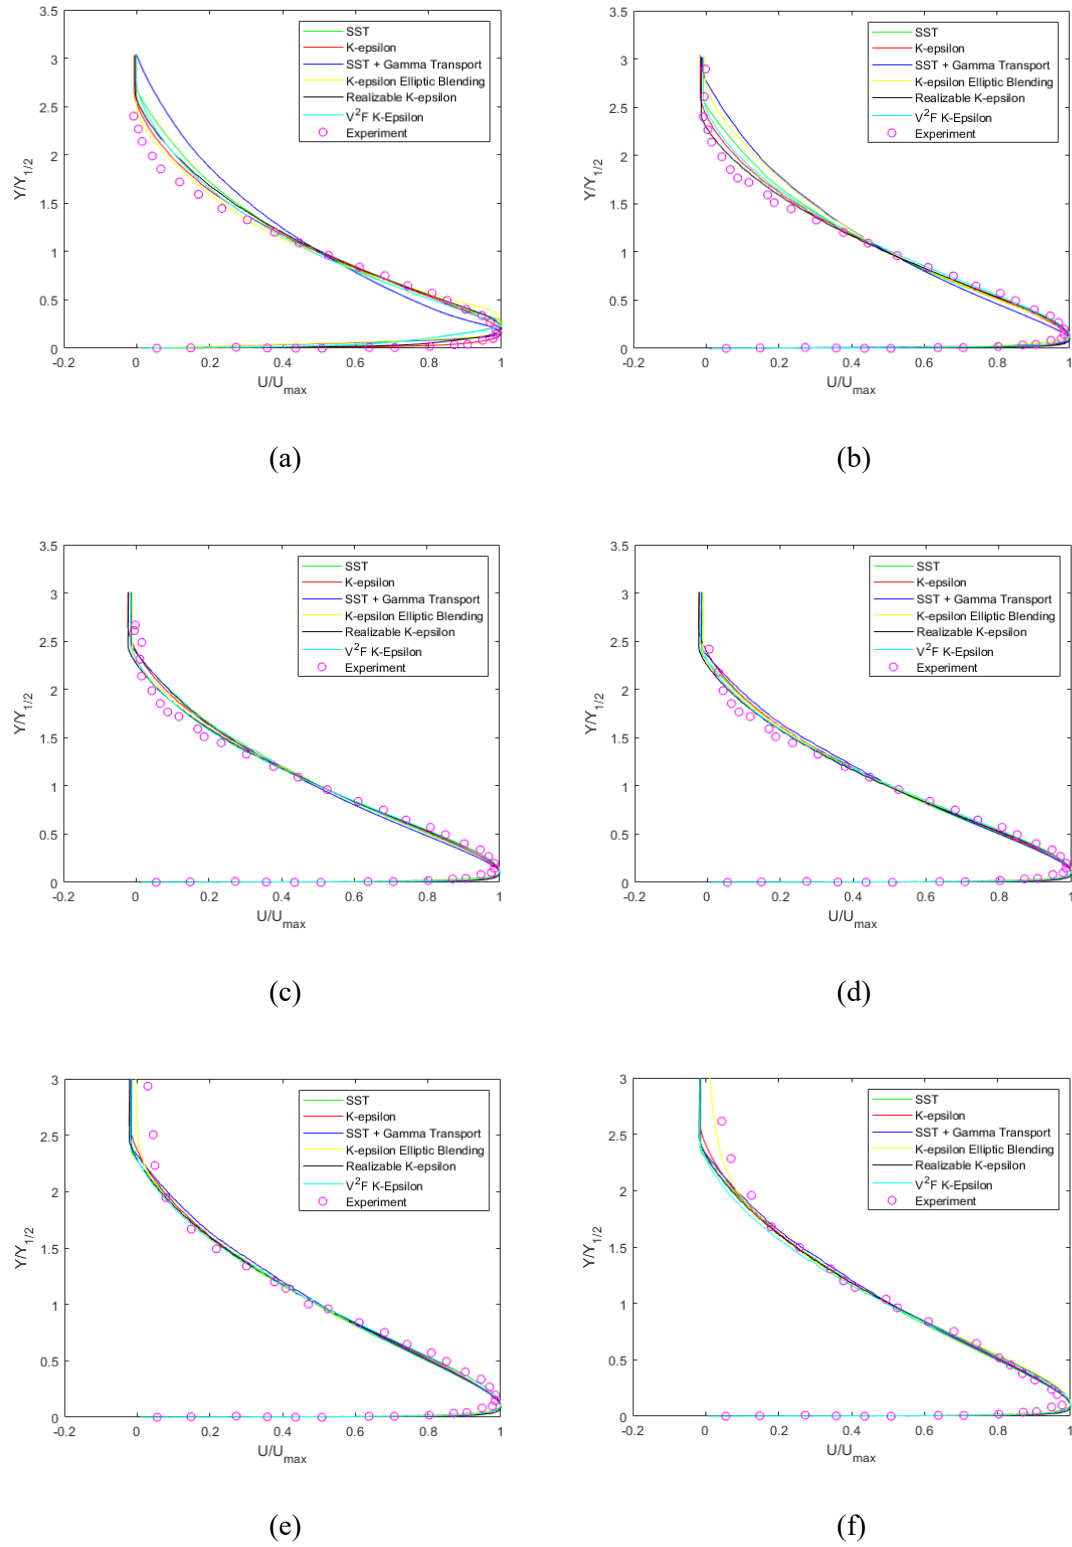 SST
K-epsilon
SST + Gamma Transport
K-epsilon Elliptic Blending
Realizable K-epsilon
V²F K-Epsilon
Experiment
3.5
3
2.5
2
1.5
1
0.5
0
Y/Y1/2
-0.2 0 0.2 0.4 0.6 0.8 1
U/Umax
(a)
SST
K-epsilon
SST + Gamma Transport
K-epsilon Elliptic Blending
Realizable K-epsilon
V²F K-Epsilon
Experiment
3.5
3
2.5
2
1.5
1
0.5
0
Y/Y1/2
-0.2 0 0.2 0.4 0.6 0.8 1
U/Umax
(b)
SST
K-epsilon
SST + Gamma Transport
K-epsilon Elliptic Blending
Realizable K-epsilon
V²F K-Epsilon
Experiment
3.5
3
2.5
2
1.5
1
0.5
0
Y/Y1/2
-0.2 0 0.2 0.4 0.6 0.8 1
U/Umax
(c)
SST
K-epsilon
SST + Gamma Transport
K-epsilon Elliptic Blending
Realizable K-epsilon
V²F K-Epsilon
Experiment
3.5
3
2.5
2
1.5
1
0.5
0
Y/Y1/2
-0.2 0 0.2 0.4 0.6 0.8 1
U/Umax
(d)
SST
K-epsilon
SST + Gamma Transport
K-epsilon Elliptic Blending
Realizable K-epsilon
V²F K-Epsilon
Experiment
3
2.5
2
1.5
1
0.5
0
Y/Y1/2
-0.2 0 0.2 0.4 0.6 0.8 1
U/Umax
(e)
SST
K-epsilon
SST + Gamma Transport
K-epsilon Elliptic Blending
Realizable K-epsilon
V²F K-Epsilon
Experiment
3
2.5
2
1.5
1
0.5
0
Y/Y1/2
-0.2 0 0.2 0.4 0.6 0.8 1
U/Umax
(f)